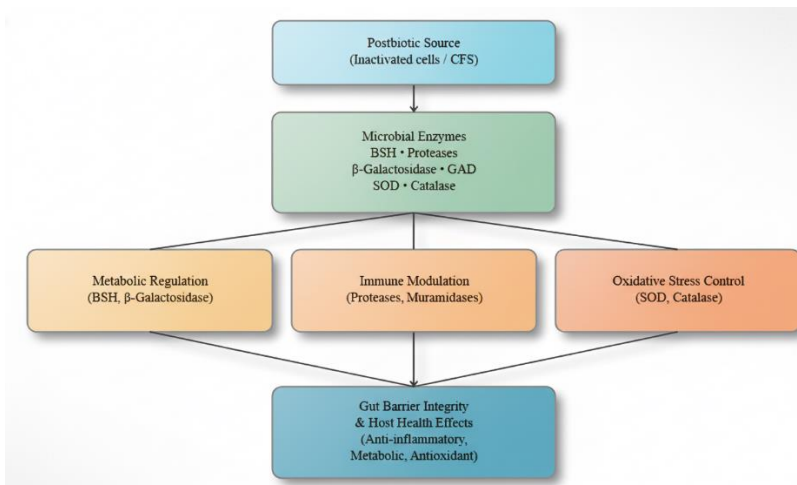 Postbiotic Source
(Inactivated cells / CFS)
Microbial Enzymes
BSH • Proteases
β-Galactosidase • GAD
SOD • Catalase
Metabolic Regulation
(BSH, β-Galactosidase)
Immune Modulation
(Proteases, Muramidases)
Oxidative Stress Control
(SOD, Catalase)
Gut Barrier Integrity
& Host Health Effects
(Anti-inflammatory,
Metabolic, Antioxidant)